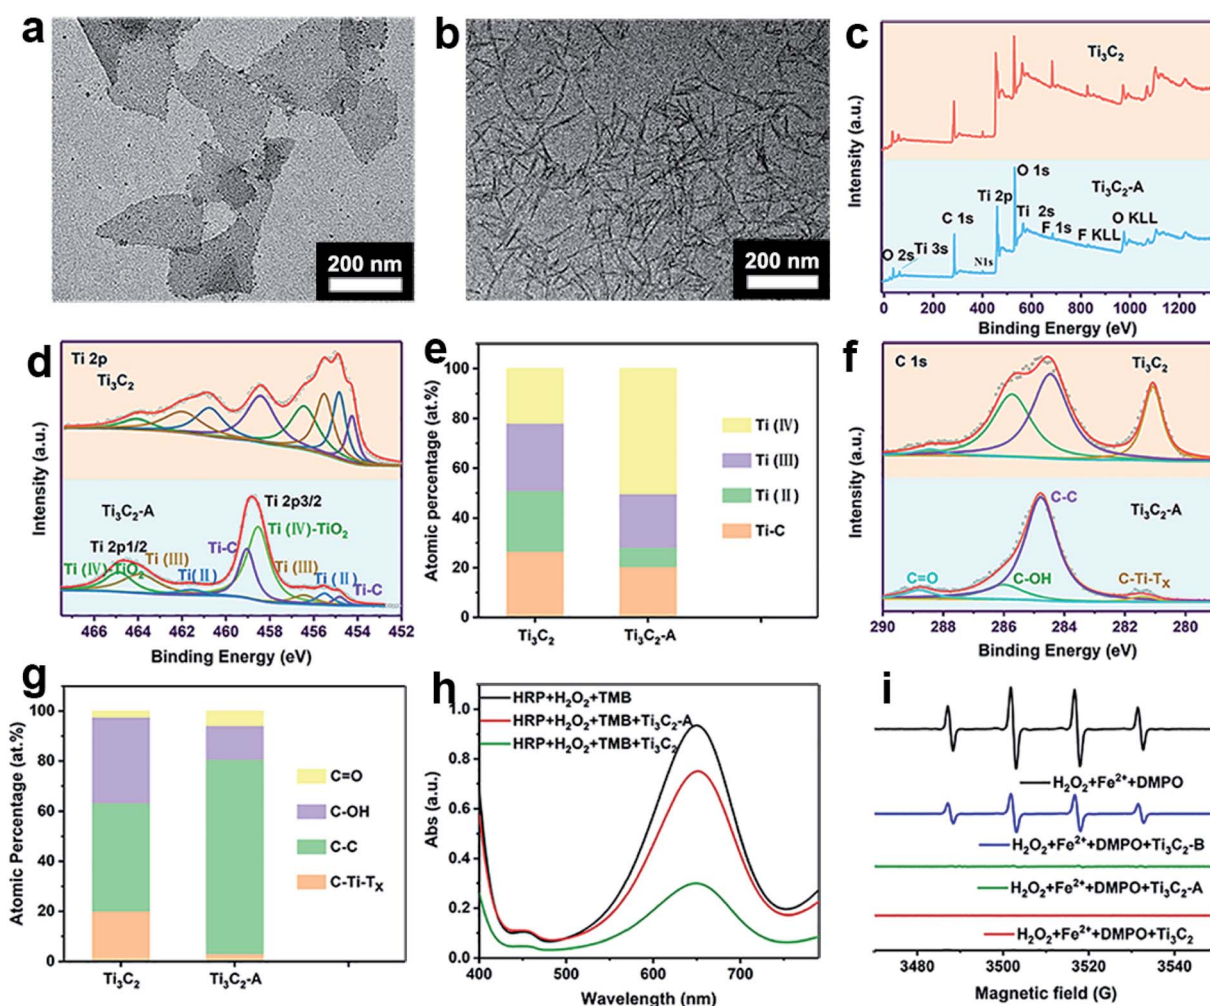 a
200 nm
b
200 nm
c
Ti₃C₂
Ti₃C₂-A
O 1s
Ti 2p
Ti 2s
C 1s
F 1s
O KLL
F KLL
O 2s
Ti 3s
N1s
Intensity (a.u.)
0 200 400 600 800 1000 1200
Binding Energy (eV)
d
Ti 2p
Ti₃C₂
Ti₃C₂-A
Ti 2p3/2
Ti (IV)-TiO₂
Ti-C
Ti 2p1/2
Ti (III)
Ti (IV)-TiO₂
Ti(II)
Ti (III)
Ti (II)
Ti-C
Intensity (a.u.)
466 464 462 460 458 456 454 452
Binding Energy (eV)
e
100
80
60
40
20
0
Atomic percentage (at.%)
Ti (IV)
Ti (III)
Ti (II)
Ti-C
Ti₃C₂ Ti₃C₂-A
f
C 1s
Ti₃C₂
C-C
Ti₃C₂-A
C=O
C-OH
C-Ti-Tx
Intensity (a.u.)
290 288 286 284 282 280
Binding Energy (eV)
g
100
80
60
40
20
0
Atomic Percentage (at.%)
C=O
C-OH
C-C
C-Ti-Tx
Ti₃C₂ Ti₃C₂-A
h
HRP+H₂O₂+TMB
HRP+H₂O₂+TMB+Ti₃C₂-A
HRP+H₂O₂+TMB+Ti₃C₂
1.0
0.8
0.6
0.4
0.2
0.0
Abs (a.u.)
400 500 600 700
Wavelength (nm)
i
H₂O₂+Fe²⁺+DMPO
H₂O₂+Fe²⁺+DMPO+Ti₃C₂-B
H₂O₂+Fe²⁺+DMPO+Ti₃C₂-A
H₂O₂+Fe²⁺+DMPO+Ti₃C₂
3480 3500 3520 3540
Magnetic field (G)